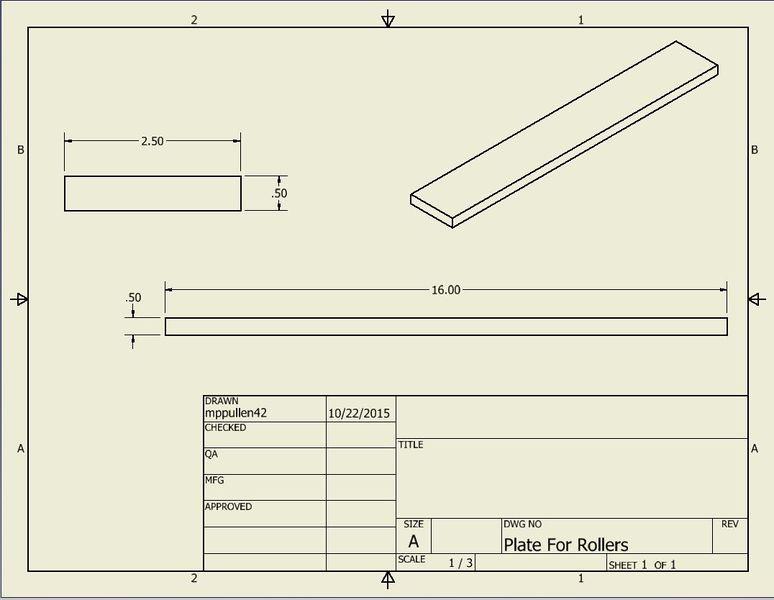 2 1
B B
2.50
.50
16.00
.50
A A
DRAWN
mppullen42 10/22/2015
CHECKED
QA
MFG
APPROVED
TITLE
SIZE
A
DWG NO
Plate For Rollers
REV
SCALE 1 / 3
SHEET 1 OF 1
2 1